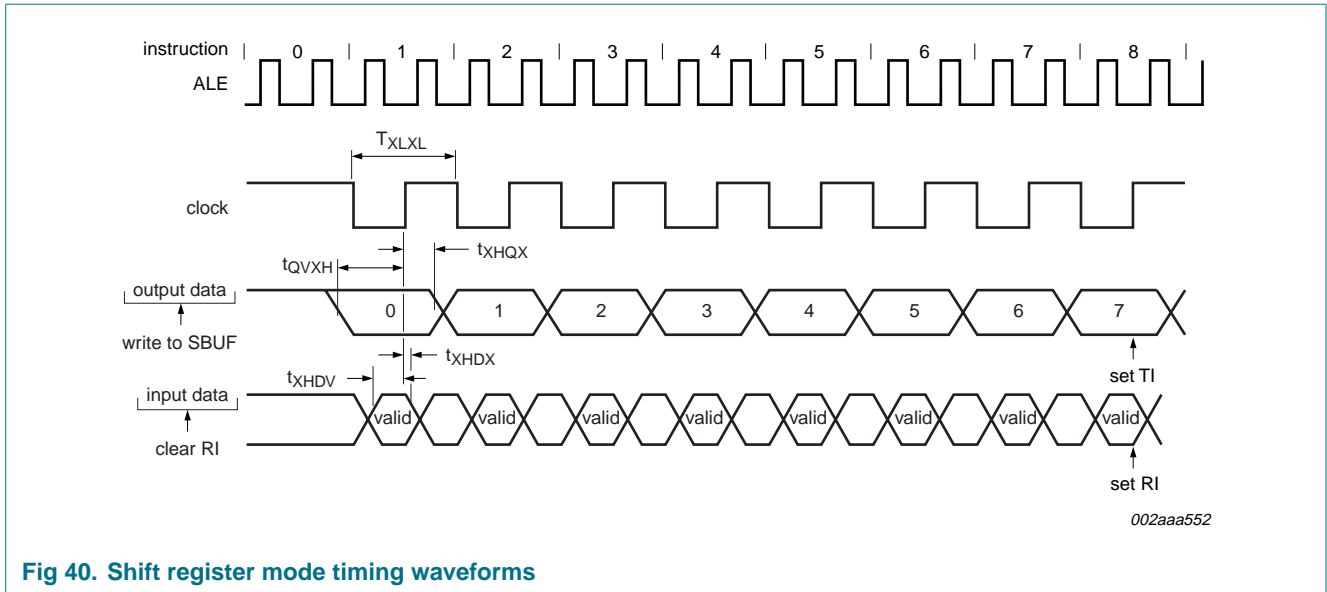 instruction | 0 | 1 | 2 | 3 | 4 | 5 | 6 | 7 | 8 |
ALE
TXLXL
clock
tXHQX
tQVXH
output data
0 1 2 3 4 5 6 7
write to SBUF
tXHDX
set TI
tXHDV
input data
valid valid valid valid valid valid valid valid
clear RI
set RI
002aaa552
Fig 40. Shift register mode timing waveforms